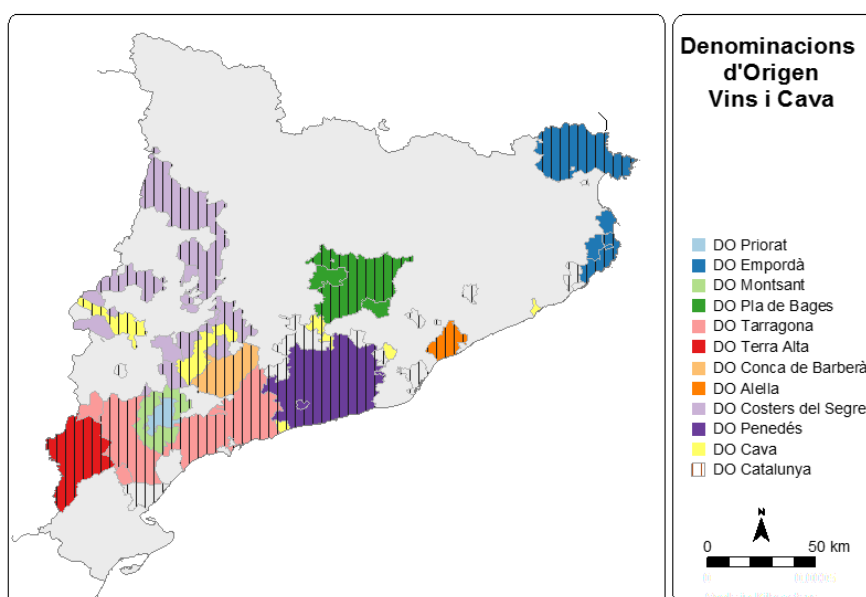 Denominacions
d'Origen
Vins i Cava
DO Priorat
DO Empordà
DO Montsant
DO Pla de Bages
DO Tarragona
DO Terra Alta
DO Conca de Barberà
DO Alella
DO Costers del Segre
DO Penedés
DO Cava
DO Catalunya
N
0 50 km